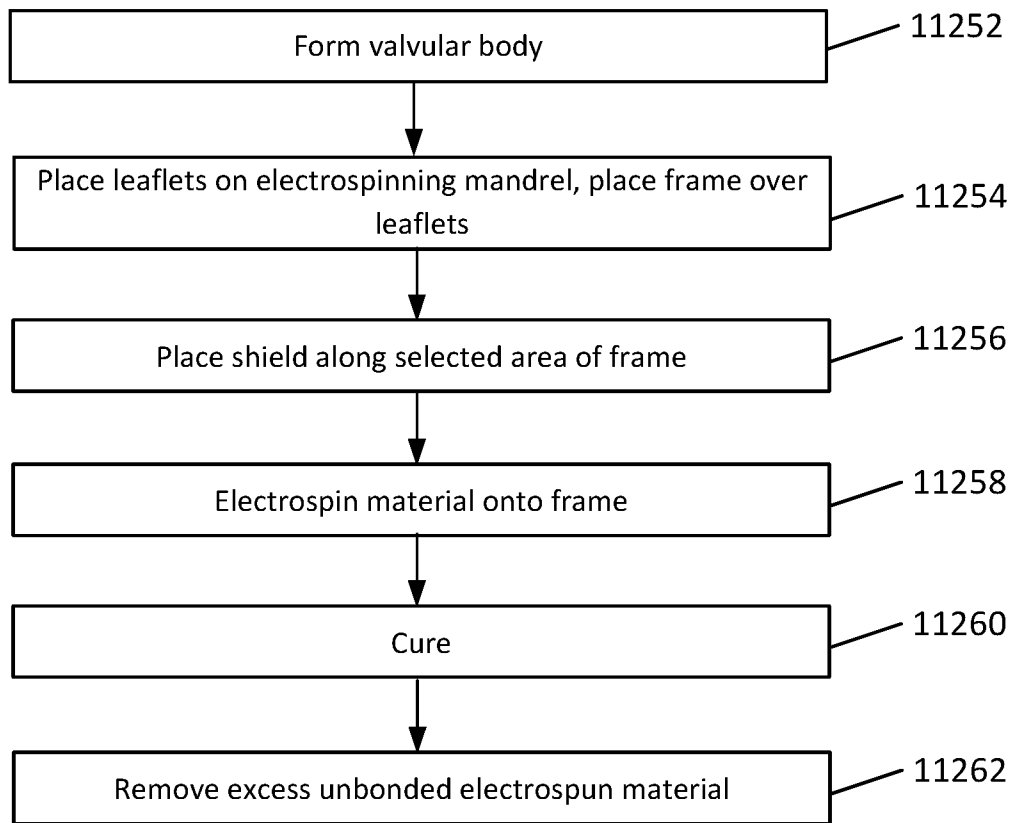 Form valvular body
11252
Place leaflets on electrospinning mandrel, place frame over
leaflets
11254
Place shield along selected area of frame
11256
Electrospin material onto frame
11258
Cure
11260
Remove excess unbonded electrospun material
11262